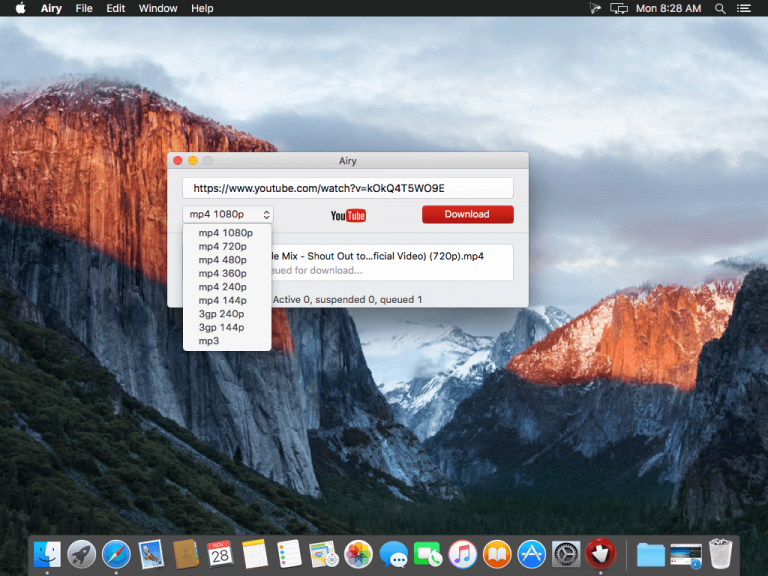 Airy File Edit Window Help Mon 8:28 AM
Airy
https://www.youtube.com/watch?v=kOkQ4T5WO9E
mp4 1080p YouTube Download
mp4 1080p
mp4 720p
mp4 480p
mp4 360p
mp4 240p
mp4 144p
3gp 240p
3gp 144p
mp3
le Mix - Shout Out to...ficial Video) (720p).mp4
ued for download...
Active 0, suspended 0, queued 1
NOV
28